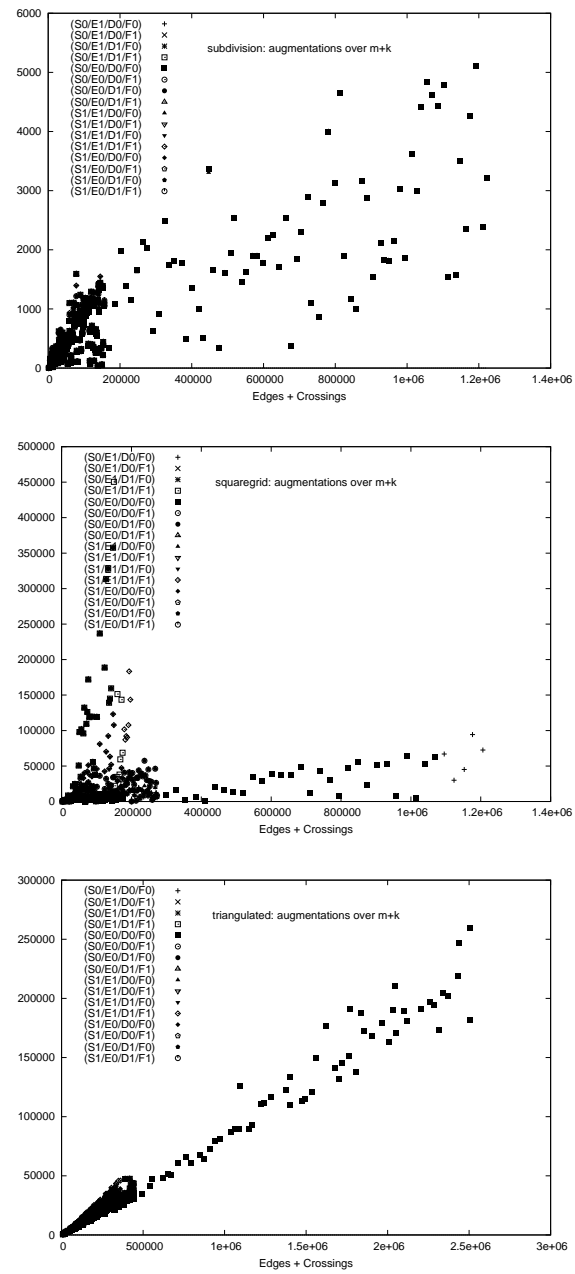 6000
5000
4000
3000
2000
1000
0
(S0/E1/D0/F0)
(S0/E1/D0/F1)
(S0/E1/D1/F0)
(S0/E1/D1/F1)
(S0/E0/D0/F0)
(S0/E0/D0/F1)
(S0/E0/D1/F0)
(S0/E0/D1/F1)
(S1/E1/D0/F0)
(S1/E1/D0/F1)
(S1/E1/D1/F0)
(S1/E1/D1/F1)
(S1/E0/D0/F0)
(S1/E0/D0/F1)
(S1/E0/D1/F0)
(S1/E0/D1/F1)
subdivision: augmentations over m+k
0 200000 400000 600000 800000 1e+06 1.2e+06 1.4e+06
Edges + Crossings
500000
450000
400000
350000
300000
250000
200000
150000
100000
50000
0
(S0/E1/D0/F0)
(S0/E1/D0/F1)
(S0/E1/D1/F0)
(S0/E1/D1/F1)
(S0/E0/D0/F0)
(S0/E0/D0/F1)
(S0/E0/D1/F0)
(S0/E0/D1/F1)
(S1/E1/D0/F0)
(S1/E1/D0/F1)
(S1/E1/D1/F0)
(S1/E1/D1/F1)
(S1/E0/D0/F0)
(S1/E0/D0/F1)
(S1/E0/D1/F0)
(S1/E0/D1/F1)
squaregrid: augmentations over m+k
0 200000 400000 600000 800000 1e+06 1.2e+06 1.4e+06
Edges + Crossings
300000
250000
200000
150000
100000
50000
0
(S0/E1/D0/F0)
(S0/E1/D0/F1)
(S0/E1/D1/F0)
(S0/E1/D1/F1)
(S0/E0/D0/F0)
(S0/E0/D0/F1)
(S0/E0/D1/F0)
(S0/E0/D1/F1)
(S1/E1/D0/F0)
(S1/E1/D0/F1)
(S1/E1/D1/F0)
(S1/E1/D1/F1)
(S1/E0/D0/F0)
(S1/E0/D0/F1)
(S1/E0/D1/F0)
(S1/E0/D1/F1)
triangulated: augmentations over m+k
0 500000 1e+06 1.5e+06 2e+06 2.5e+06 3e+06
Edges + Crossings